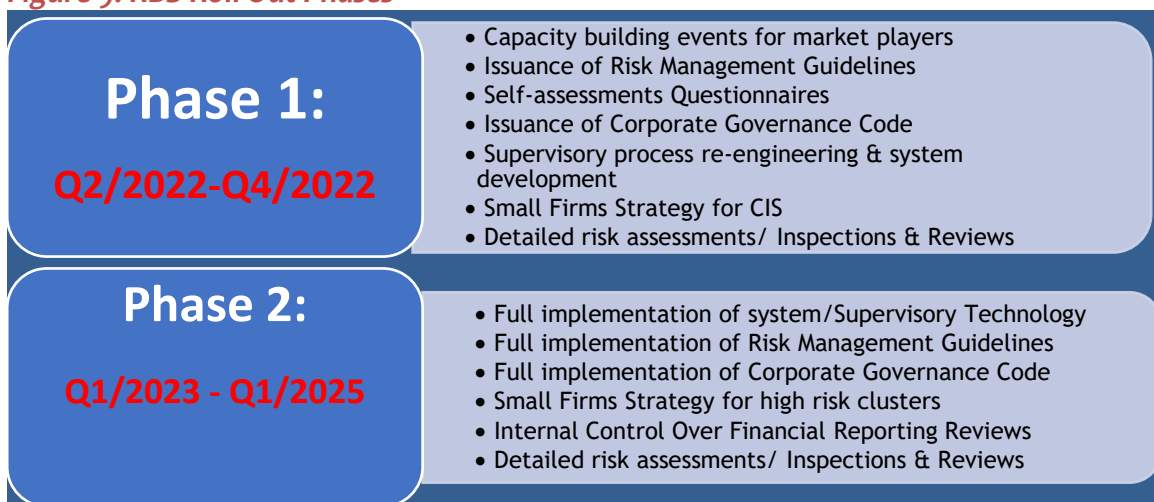 Phase 1:
Q2/2022-Q4/2022
• Capacity building events for market players
• Issuance of Risk Management Guidelines
• Self-assessments Questionnaires
• Issuance of Corporate Governance Code
• Supervisory process re-engineering & system
development
• Small Firms Strategy for CIS
• Detailed risk assessments/ Inspections & Reviews
Phase 2:
Q1/2023 - Q1/2025
• Full implementation of system/Supervisory Technology
• Full implementation of Risk Management Guidelines
• Full implementation of Corporate Governance Code
• Small Firms Strategy for high risk clusters
• Internal Control Over Financial Reporting Reviews
• Detailed risk assessments/ Inspections & Reviews